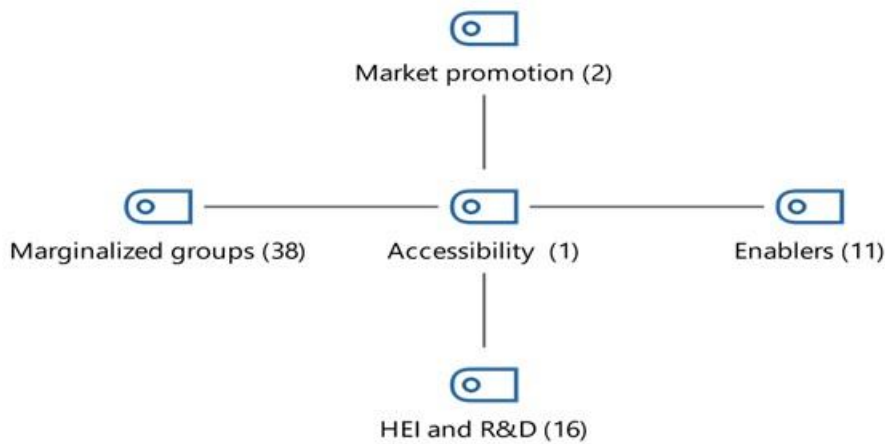 Market promotion (2)
Marginalized groups (38)
Accessibility (1)
Enablers (11)
HEI and R&D (16)